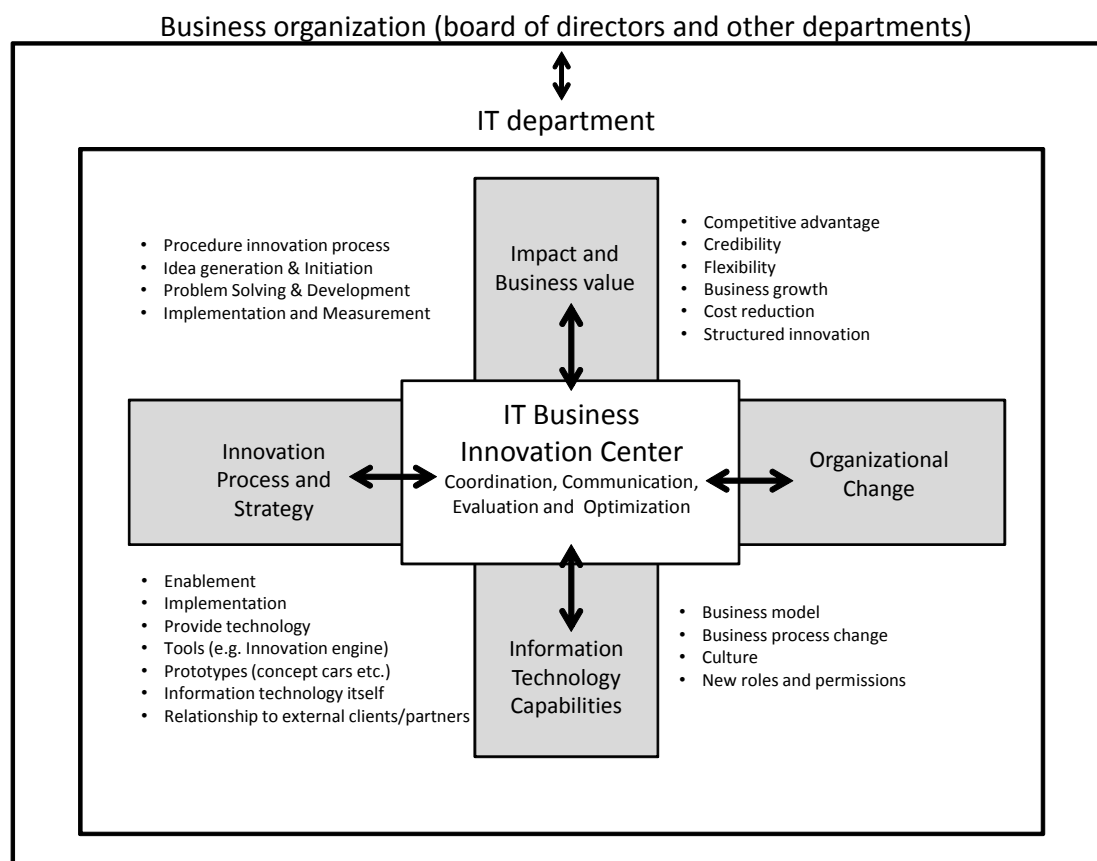 Business organization (board of directors and other departments)
IT department
• Procedure innovation process
• Idea generation & Initiation
• Problem Solving & Development
• Implementation and Measurement
Impact and
Business value
• Competitive advantage
• Credibility
• Flexibility
• Business growth
• Cost reduction
• Structured innovation
Innovation
Process and
Strategy
IT Business
Innovation Center
Coordination, Communication,
Evaluation and Optimization
Organizational
Change
• Enablement
• Implementation
• Provide technology
• Tools (e.g. Innovation engine)
• Prototypes (concept cars etc.)
• Information technology itself
• Relationship to external clients/partners
Information
Technology
Capabilities
• Business model
• Business process change
• Culture
• New roles and permissions